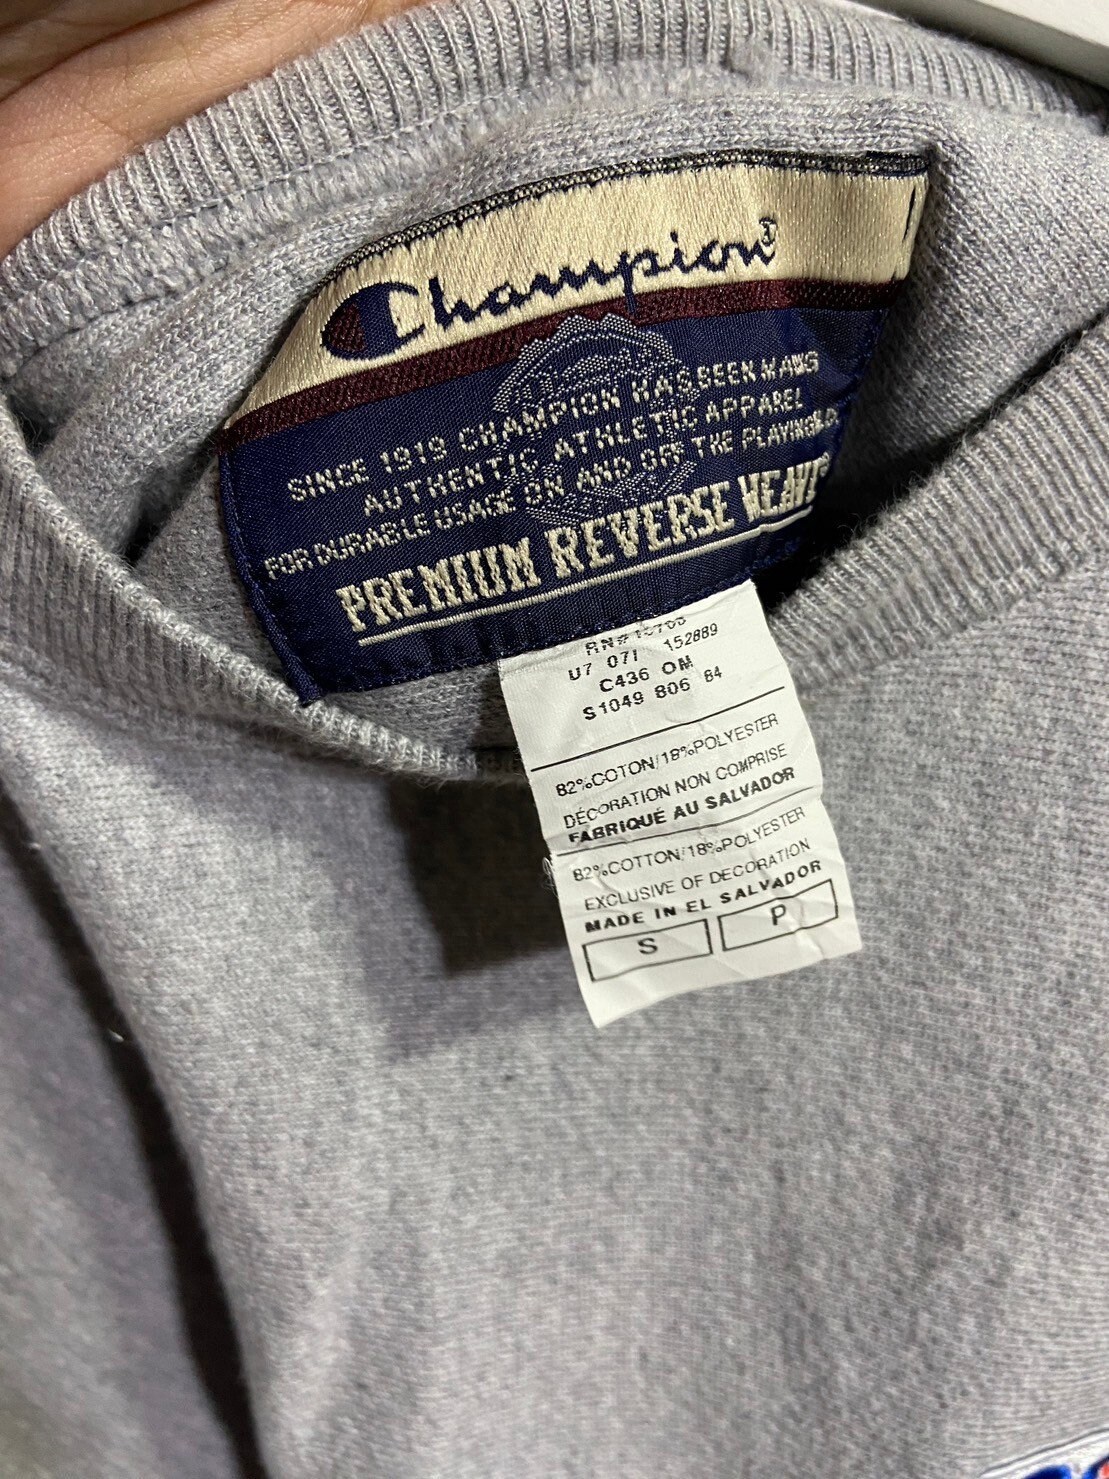 Champion
SINCE 1919 CHAMPION HAS BEEN MAKING
AUTHENTIC ATHLETIC APPAREL
FOR DURABLE USAGE ON AND OFF THE PLAYING
PREMIUM REVERSE WEAVE
RN#
U7 071 152889
C436 OM
S1049 806 84
82%COTON/18%POLYESTER
DÉCORATION NON COMPRISE
FABRIQUÉ AU SALVADOR
82%COTTON/18%POLYESTER
EXCLUSIVE OF DECORATION
MADE IN EL SALVADOR
S P